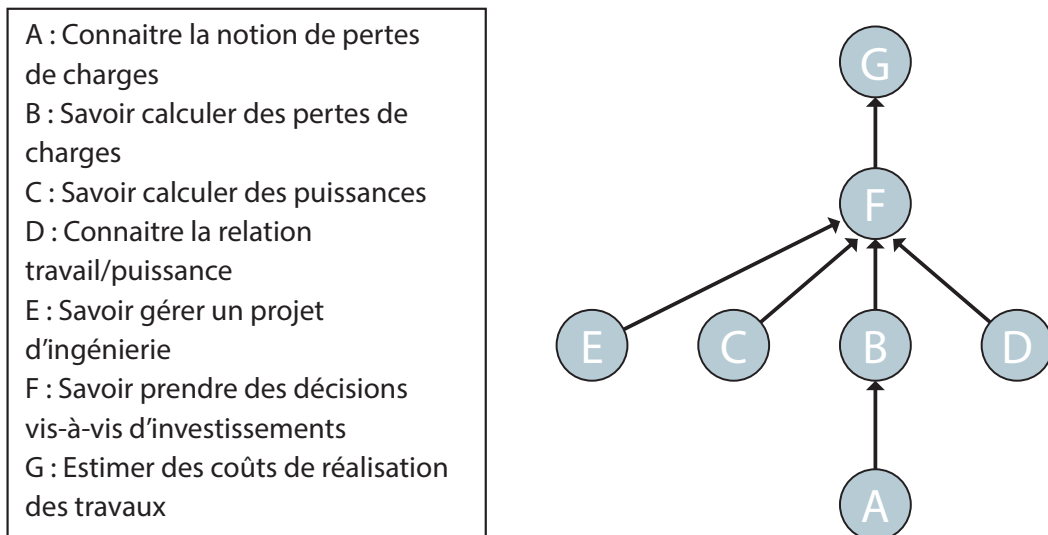 A : Connaitre la notion de pertes
de charges
B : Savoir calculer des pertes de
charges
C : Savoir calculer des puissances
D : Connaitre la relation
travail/puissance
E : Savoir gérer un projet
d’ingénierie
F : Savoir prendre des décisions
vis-à-vis d’investissements
G : Estimer des coûts de réalisation
des travaux
G
F
E C B D
A